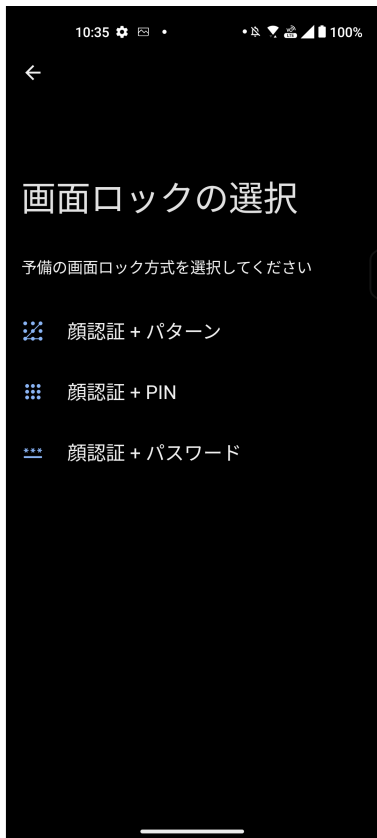 10:35
100%
画面ロックの選択
予備の画面ロック方式を選択してください
顔認証 + パターン
顔認証 + PIN
顔認証 + パスワード